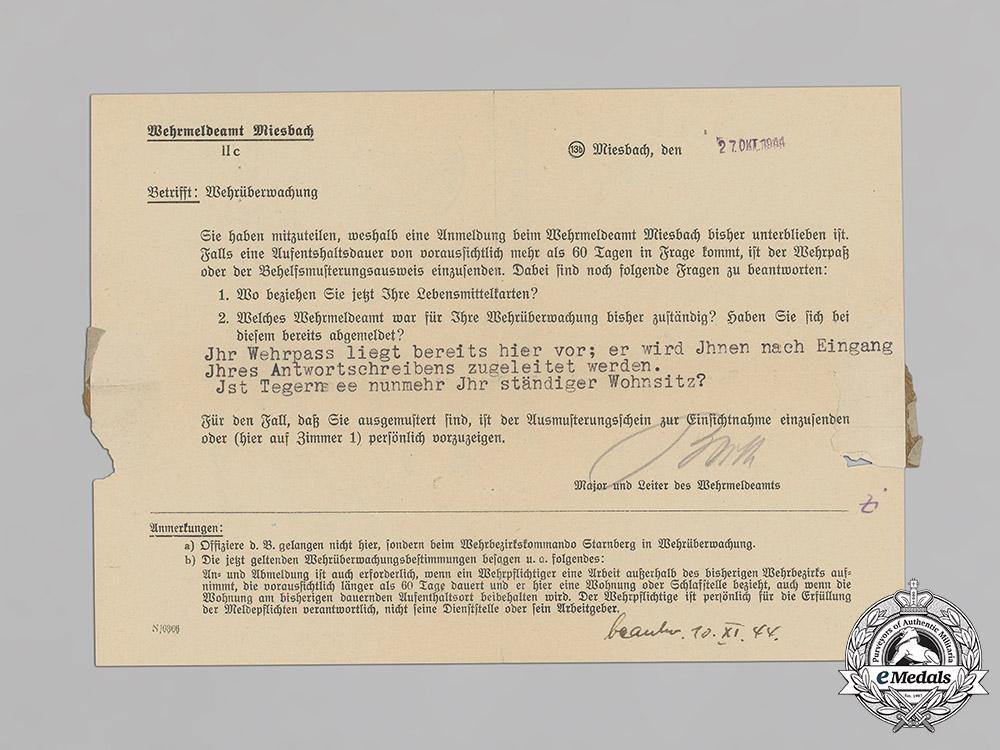 Wehrmeldeamt Miesbach
IIc
13b Miesbach, den 27. OKT. 1944
Betrifft: Wehrüberwachung
Sie haben mitzuteilen, weshalb eine Anmeldung beim Wehrmeldeamt Miesbach bisher unterblieben ist.
Falls eine Aufentshaltsdauer von voraussichtlich mehr als 60 Tagen in Frage kommt, ist der Wehrpaß
oder der Behelfsmusterungsausweis einzusenden. Dabei sind noch folgende Fragen zu beantworten:
1. Wo beziehen Sie jetzt Ihre Lebensmittelkarten?
2. Welches Wehrmeldeamt war für Ihre Wehrüberwachung bisher zuständig? Haben Sie sich bei
diesem bereits abgemeldet?
Jhr Wehrpass liegt bereits hier vor; er wird Jhnen nach Eingang
Jhres Antwortschreibens zugeleitet werden.
Jst Tegernsee nunmehr Jhr ständiger Wohnsitz?
Für den Fall, daß Sie ausgemustert sind, ist der Ausmusterungschein zur Einsichtnahme einzusenden
oder (hier auf Zimmer 1) persönlich vorzuzeigen.
Major und Leiter des Wehrmeldeamts
Anmerkungen:
a) Offiziere d. B. gelangen nicht hier, sondern beim Wehrbezirkskommando Starnberg in Wehrüberwachung.
b) Die jetzt geltenden Wehrüberwachungsbestimmungen besagen u. a. folgendes:
An- und Abmeldung ist auch erforderlich, wenn ein Wehrpflichtiger eine Arbeit außerhalb des bisherigen Wehrbezirks auf-
nimmt, die voraussichtlich länger als 60 Tage dauert und er hier eine Wohnung oder Schlafstelle bezieht, auch wenn die
Wohnung am bisherigen dauernden Aufenthaltsort beibehalten wird. Der Wehrpflichtige ist persönlich für die Erfüllung
der Meldepflichten verantwortlich, nicht seine Dienststelle oder sein Arbeitgeber.
N/0306
beantw. 10. XI. 44.
Purveyors of Authentic Militaria
eMedals
Est. 1967